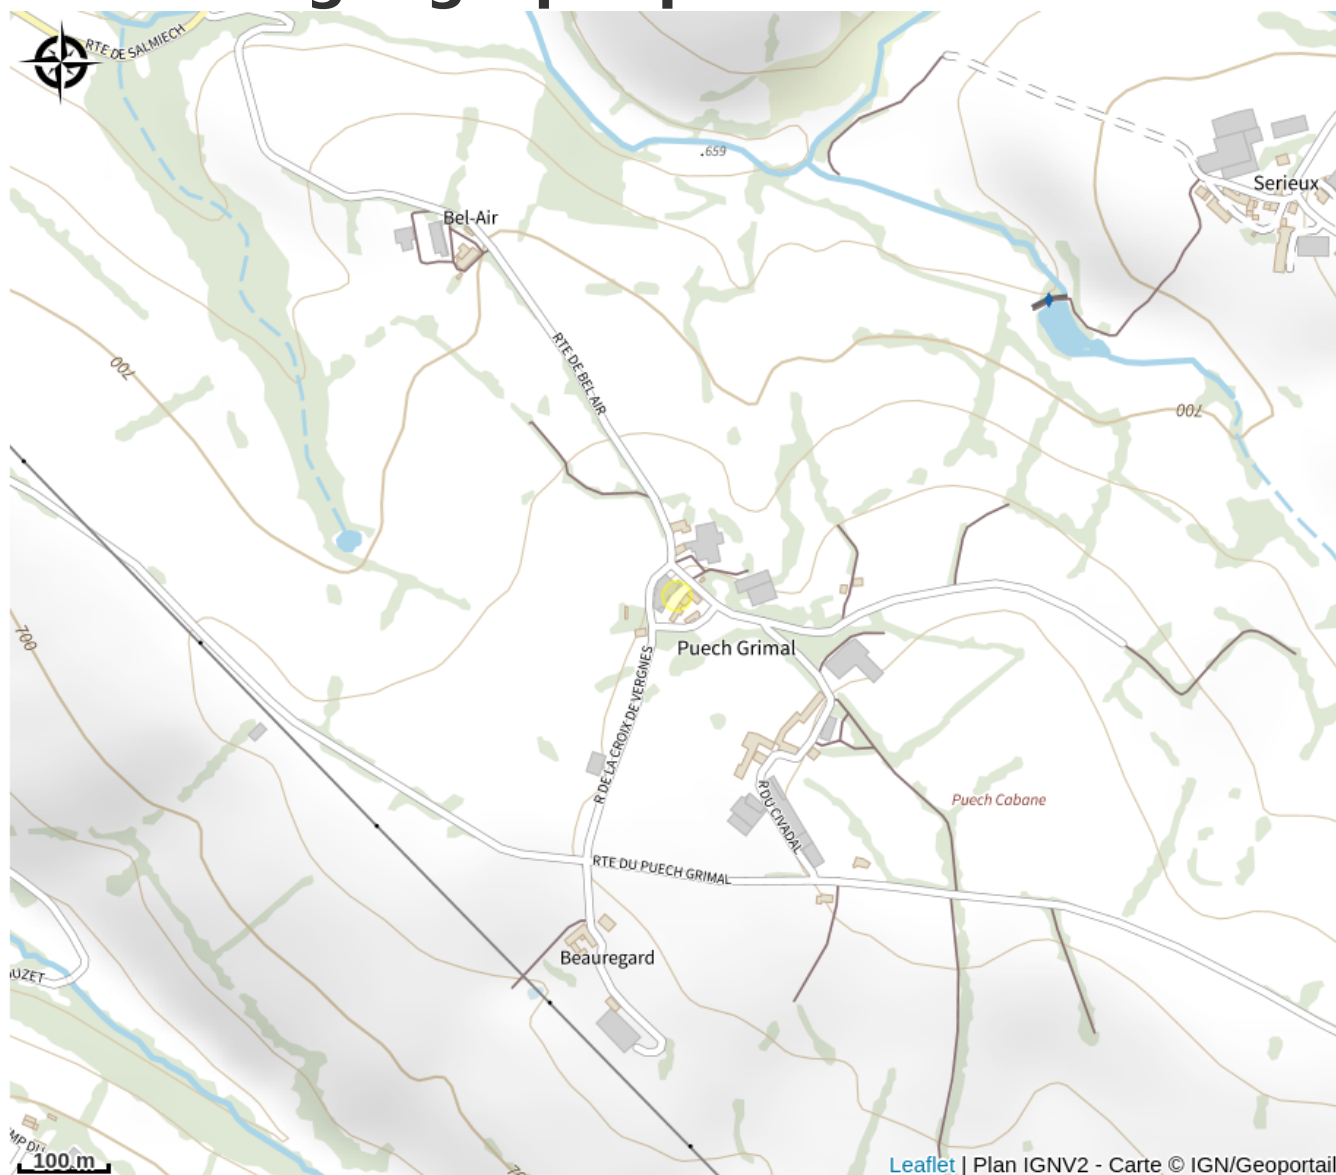 RTE DE SALMIECH
.659
Serieux
Bel-Air
RTE DE BEL AIR
700
700
700
Puech Grimal
R DE LA CROIX DE VERGNES
R DU CIVADAL
Puech Cabane
RTE DU PUECH GRIMAL
Beauregard
100 m
Leaflet | Plan IGNV2 - Carte © IGN/Geoportail